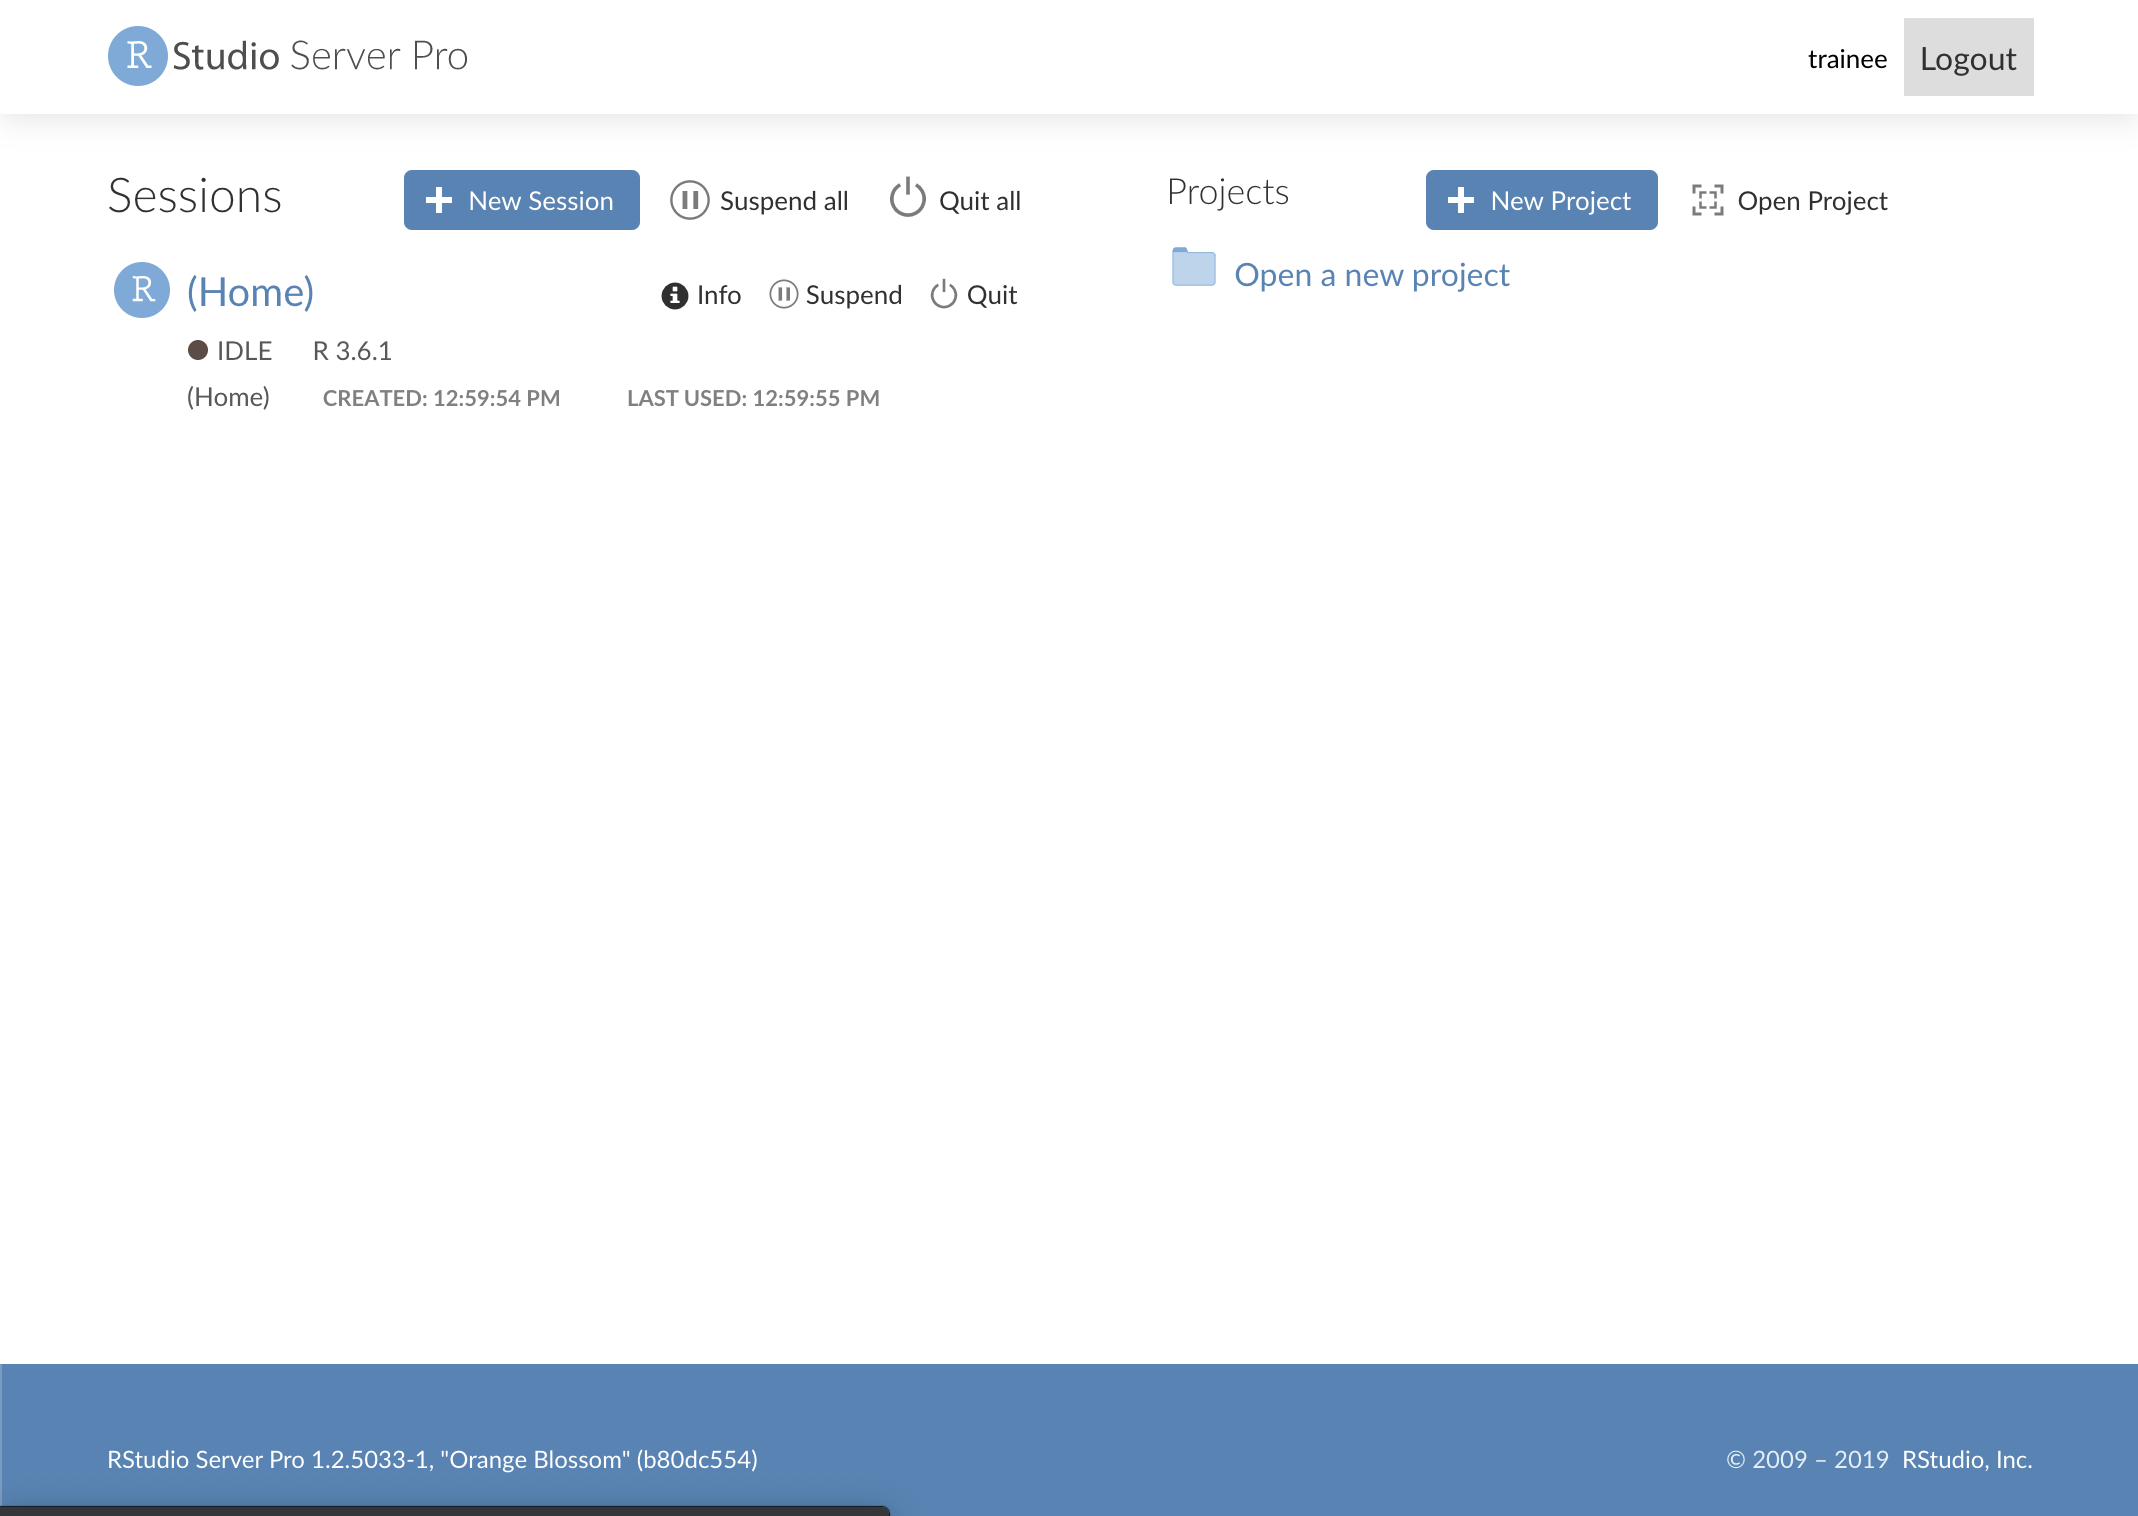 RStudio Server Pro
trainee Logout
Sessions New Session Suspend all Quit all
(Home) Info Suspend Quit
IDLE R 3.6.1
(Home) CREATED: 12:59:54 PM LAST USED: 12:59:55 PM
Projects New Project Open Project
Open a new project
RStudio Server Pro 1.2.5033-1, "Orange Blossom" (b80dc554)
© 2009 – 2019 RStudio, Inc.